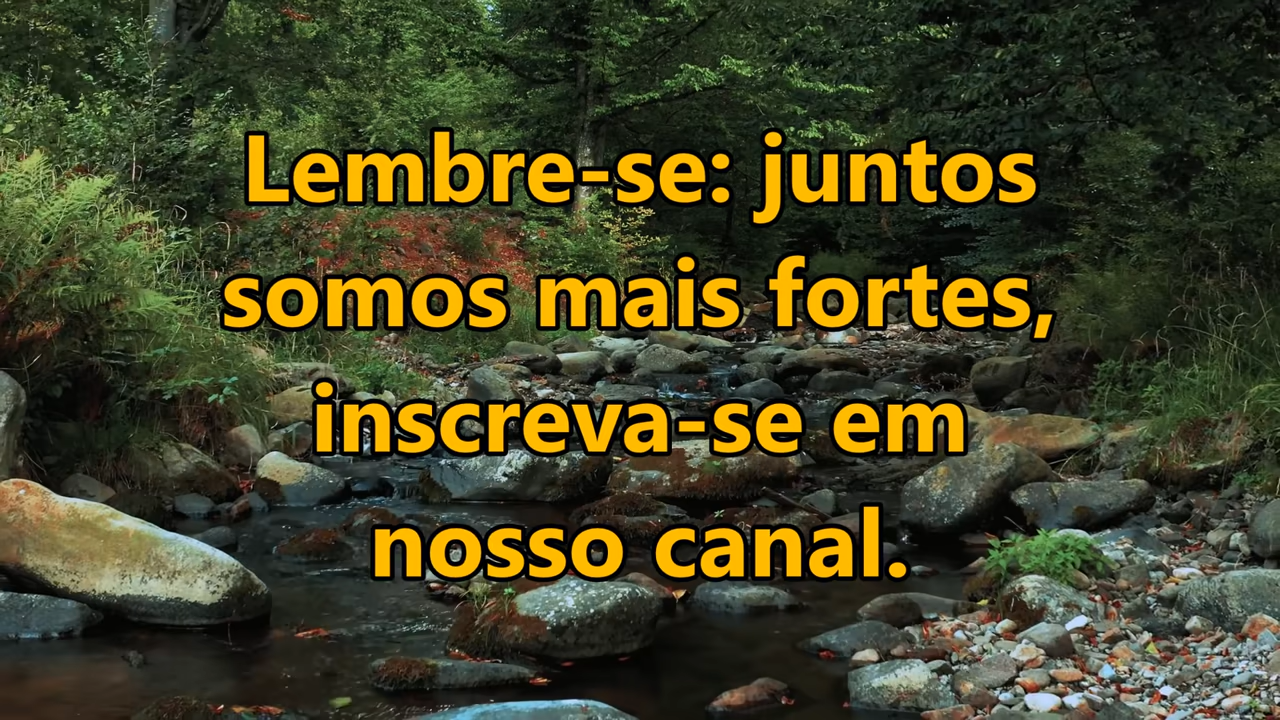 Lembre-se: juntos
somos mais fortes,
inscreva-se em
nosso canal.